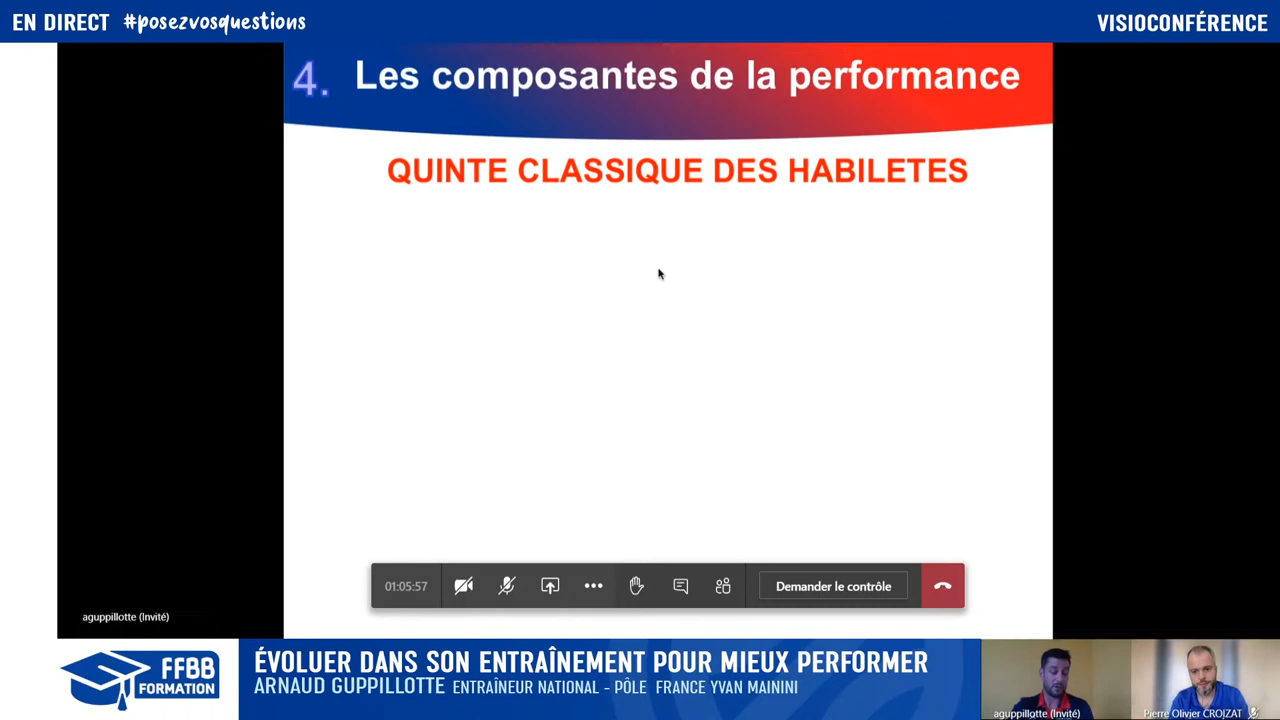 EN DIRECT #posezvosquestions
VISIOCONFÉRENCE
4. Les composantes de la performance
QUINTE CLASSIQUE DES HABILETES
01:05:57
Demander le contrôle
aguppillotte (Invité)
FFBB
FORMATION
ÉVOLUER DANS SON ENTRAÎNEMENT POUR MIEUX PERFORMER
ARNAUD GUPPILLOTTE ENTRAÎNEUR NATIONAL - PÔLE FRANCE YVAN MAININI
aguppillotte (Invité)
Pierre Olivier CROIZAT